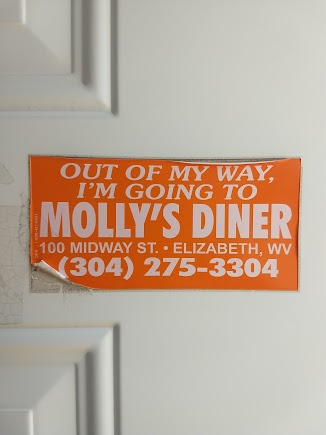 OUT OF MY WAY,
I'M GOING TO
MOLLY'S DINER
100 MIDWAY ST. • ELIZABETH, WV
(304) 275-3304